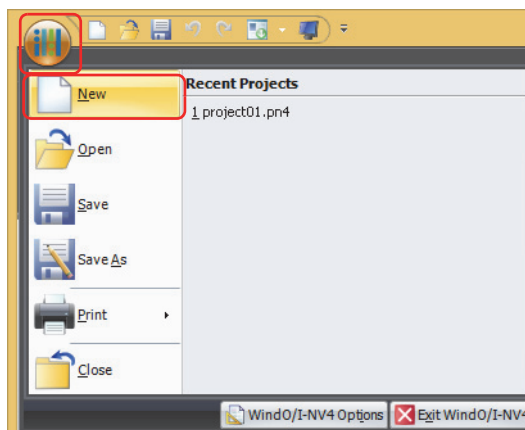 New
Recent Projects
1 project01.pn4
Open
Save
Save As
Print
Close
WindO/I-NV4 Options
Exit WindO/I-NV4